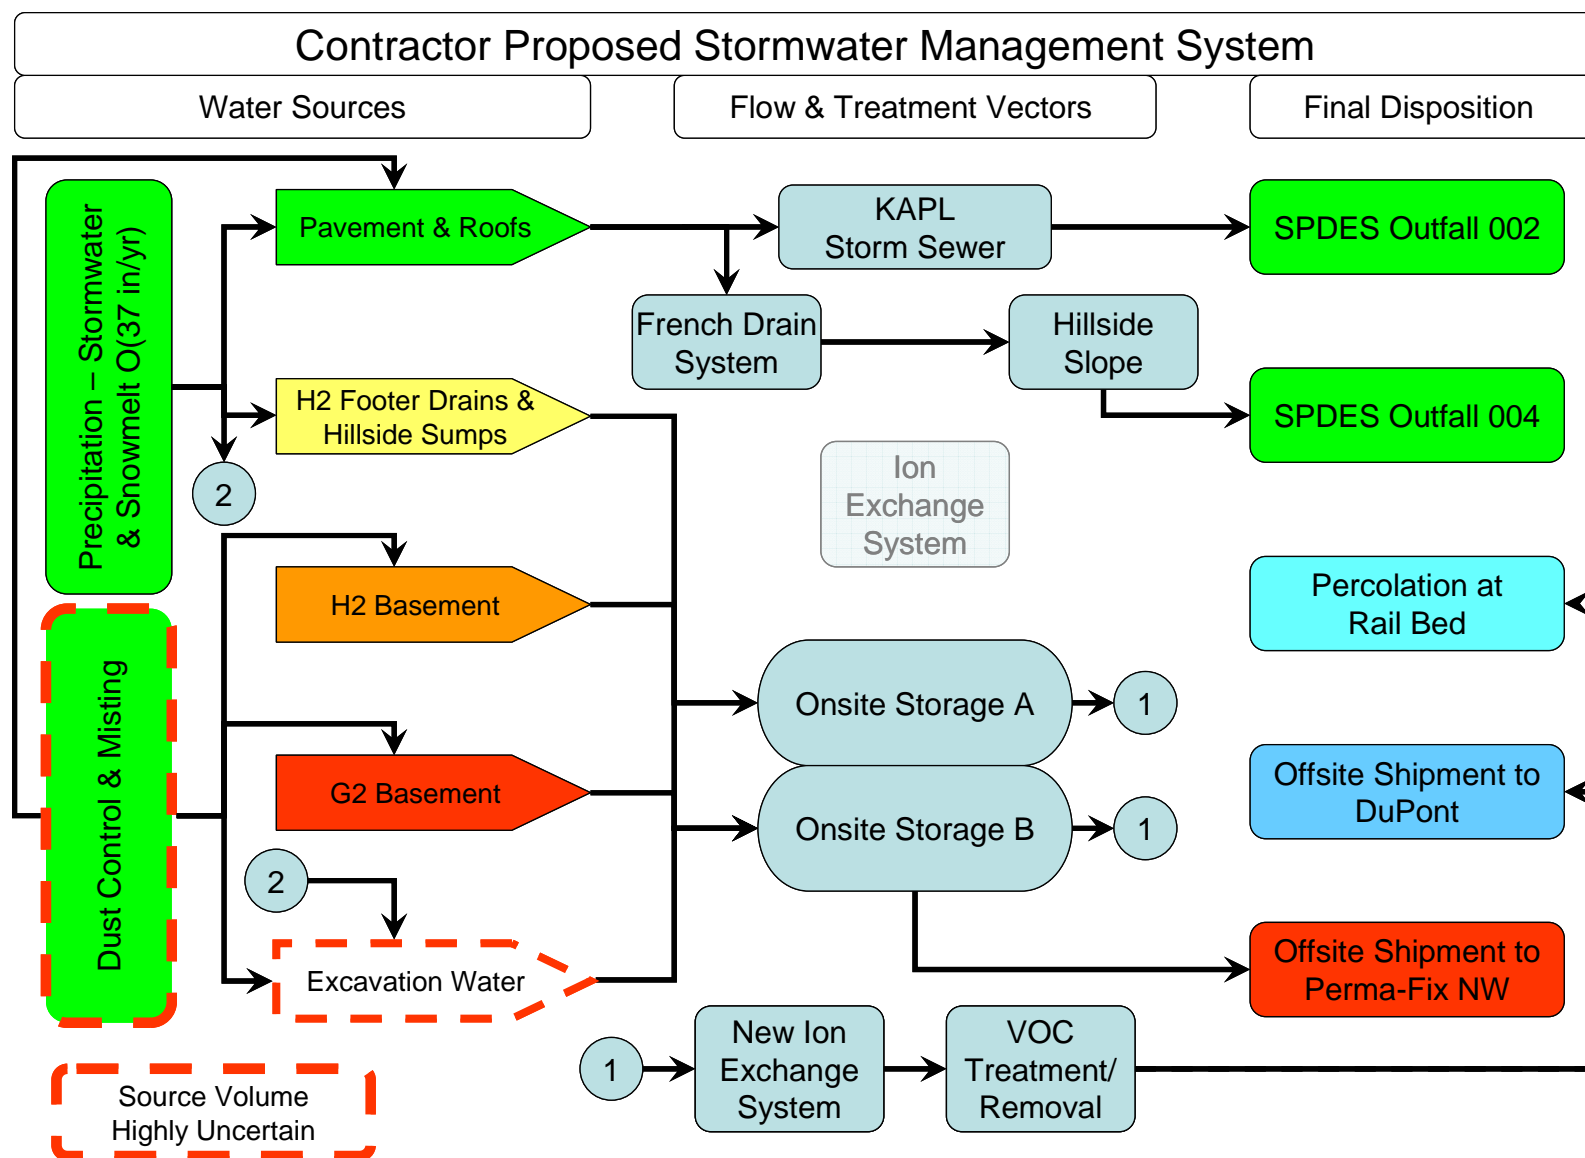 Contractor Proposed Stormwater Management System
Water Sources
Flow & Treatment Vectors
Final Disposition
Precipitation – Stormwater
& Snowmelt O(37 in/yr)
Pavement & Roofs
KAPL
Storm Sewer
SPDES Outfall 002
French Drain
System
Hillside
Slope
H2 Footer Drains &
Hillside Sumps
SPDES Outfall 004
2
Ion
Exchange
System
H2 Basement
Percolation at
Rail Bed
Dust Control & Misting
Onsite Storage A
1
G2 Basement
Offsite Shipment to
DuPont
Onsite Storage B
1
2
Excavation Water
Offsite Shipment to
Perma-Fix NW
1
New Ion
Exchange
System
VOC
Treatment/
Removal
Source Volume
Highly Uncertain